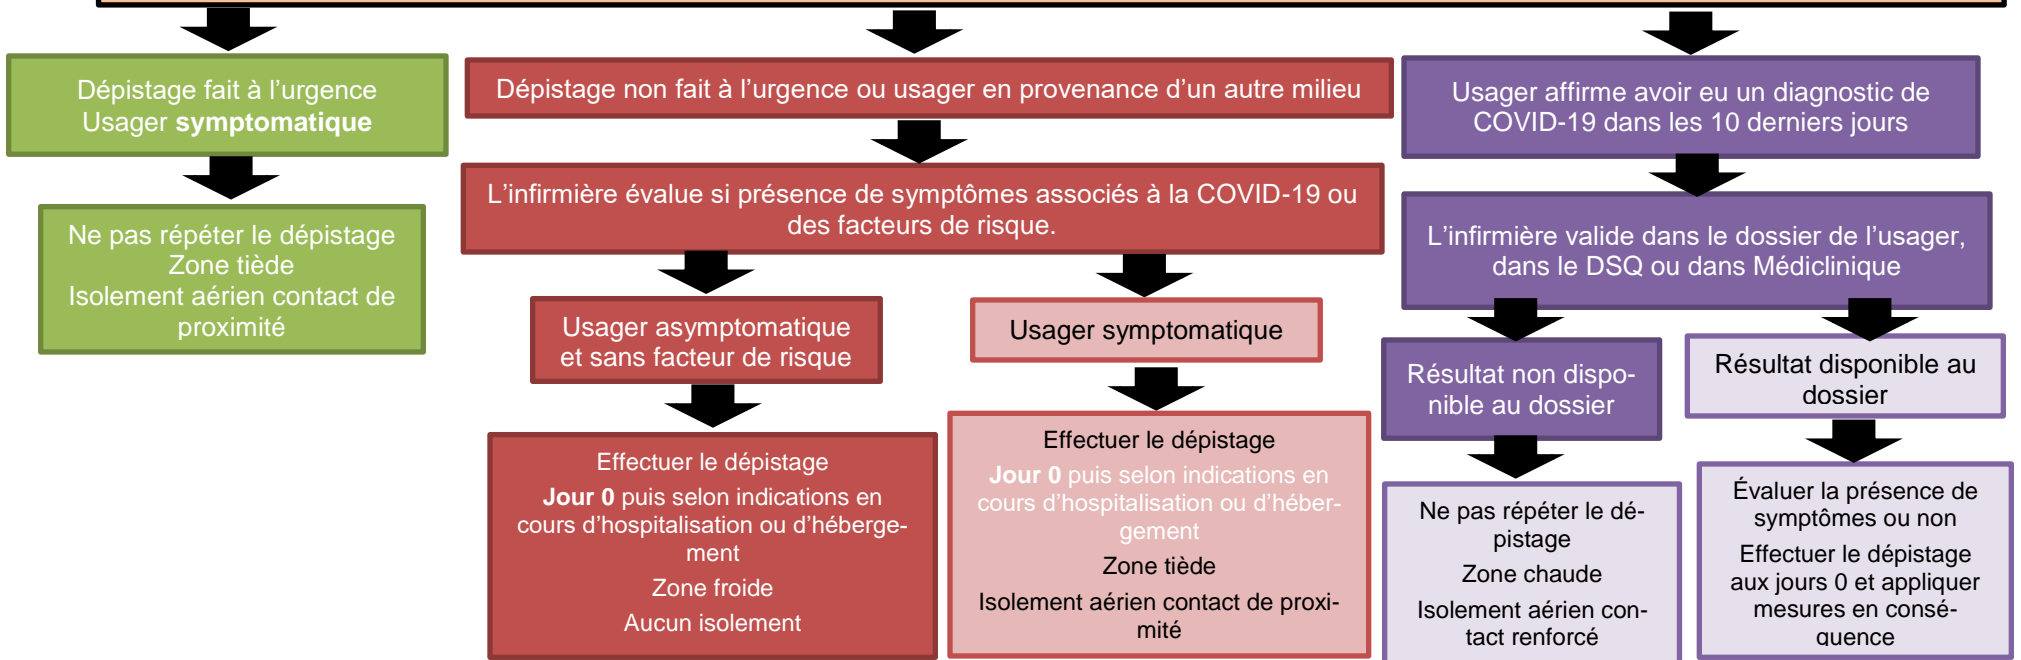 Dépistage fait à l'urgence
Usager symptomatique
Ne pas répéter le dépistage
Zone tiède
Isolement aérien contact de
proximité
Dépistage non fait à l'urgence ou usager en provenance d'un autre milieu
L'infirmière évalue si présence de symptômes associés à la COVID-19 ou
des facteurs de risque.
Usager asymptomatique
et sans facteur de risque
Effectuer le dépistage
Jour 0 puis selon indications en
cours d'hospitalisation ou d'héberge-
ment
Zone froide
Aucun isolement
Usager symptomatique
Effectuer le dépistage
Jour 0 puis selon indications en
cours d'hospitalisation ou d'héber-
gement
Zone tiède
Isolement aérien contact de proxi-
mité
Usager affirme avoir eu un diagnostic de
COVID-19 dans les 10 derniers jours
L'infirmière valide dans le dossier de l'usager,
dans le DSQ ou dans Médiclinique
Résultat non dispo-
nible au dossier
Ne pas répéter le dé-
pistage
Zone chaude
Isolement aérien con-
tact renforcé
Résultat disponible au
dossier
Évaluer la présence de
symptômes ou non
Effectuer le dépistage
aux jours 0 et appliquer
mesures en consé-
quence